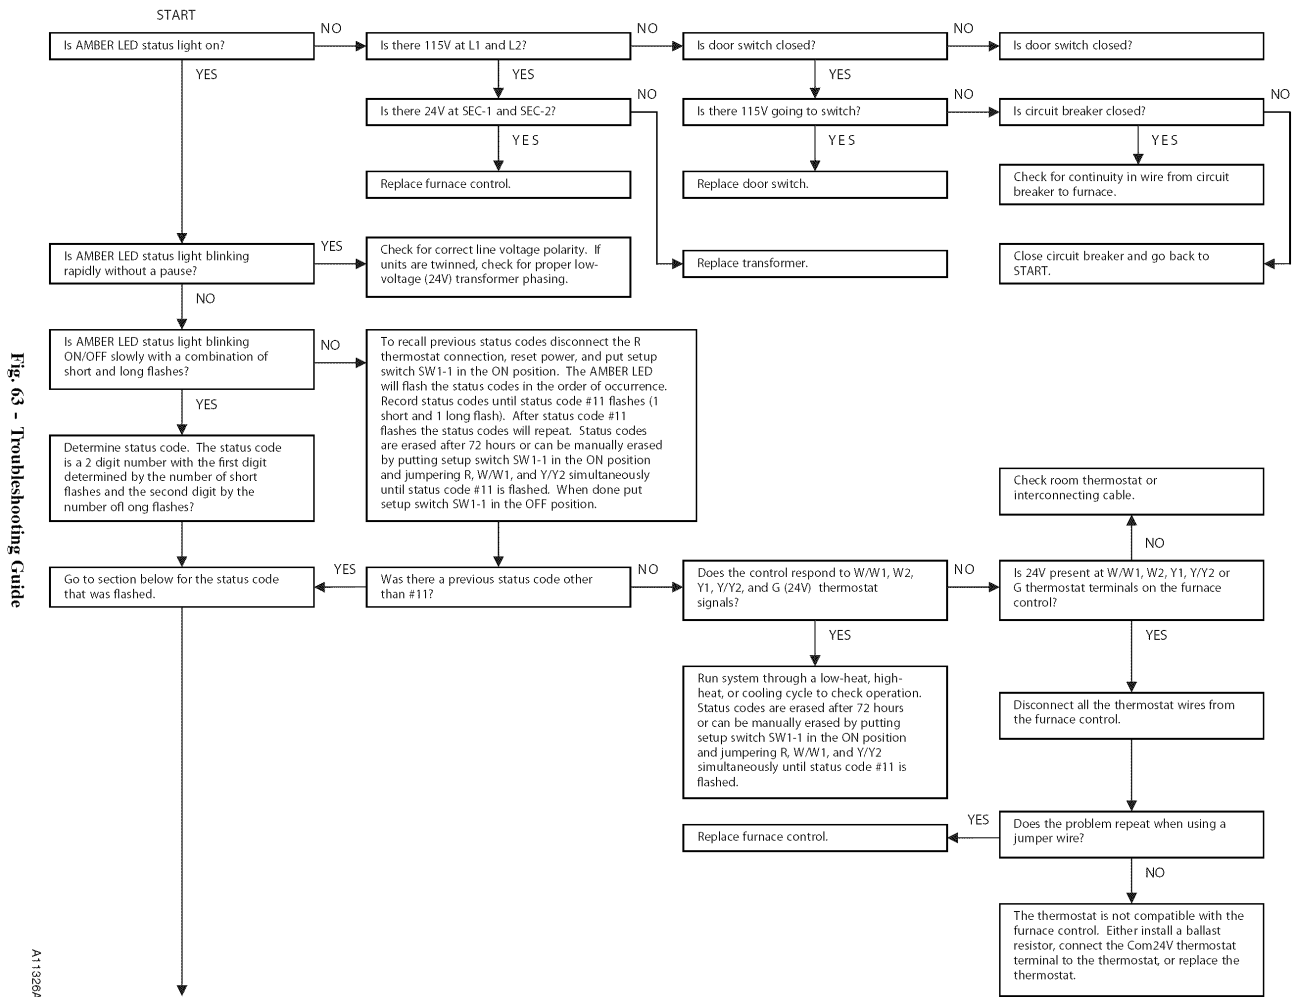 START
Is AMBER LED status light on?
NO
Is there 115V at L1 and L2?
NO
Is door switch closed?
NO
Is door switch closed?
YES
YES
YES
Is there 24V at SEC-1 and SEC-2?
NO
Is there 115V going to switch?
NO
Is circuit breaker closed?
NO
YES
YES
YES
Replace furnace control.
Replace door switch.
Check for continuity in wire from circuit
breaker to furnace.
Is AMBER LED status light blinking
rapidly without a pause?
YES
Check for correct line voltage polarity. If
units are twinned, check for proper low-
voltage (24V) transformer phasing.
Replace transformer.
Close circuit breaker and go back to
START.
NO
Is AMBER LED status light blinking
ON/OFF slowly with a combination of
short and long flashes?
NO
To recall previous status codes disconnect the R
thermostat connection, reset power, and put setup
switch SW1-1 in the ON position. The AMBER LED
will flash the status codes in the order of occurrence.
Record status codes until status code #11 flashes (1
short and 1 long flash). After status code #11
flashes the status codes will repeat. Status codes
are erased after 72 hours or can be manually erased
by putting setup switch SW1-1 in the ON position
and jumpering R, W/W1, and Y/Y2 simultaneously
until status code #11 is flashed. When done put
setup switch SW1-1 in the OFF position.
YES
Determine status code. The status code
is a 2 digit number with the first digit
determined by the number of short
flashes and the second digit by the
number ofl ong flashes?
Check room thermostat or
interconnecting cable.
NO
Go to section below for the status code
that was flashed.
YES
Was there a previous status code other
than #11?
NO
Does the control respond to W/W1, W2,
Y1, Y/Y2, and G (24V) thermostat
signals?
NO
Is 24V present at W/W1, W2, Y1, Y/Y2 or
G thermostat terminals on the furnace
control?
YES
YES
Run system through a low-heat, high-
heat, or cooling cycle to check operation.
Status codes are erased after 72 hours
or can be manually erased by putting
setup switch SW1-1 in the ON position
and jumpering R, W/W1, and Y/Y2
simultaneously until status code #11 is
flashed.
Disconnect all the thermostat wires from
the furnace control.
Replace furnace control.
YES
Does the problem repeat when using a
jumper wire?
NO
The thermostat is not compatible with the
furnace control. Either install a ballast
resistor, connect the Com24V thermostat
terminal to the thermostat, or replace the
thermostat.
Fig. 63 - Troubleshooting Guide
A11326A